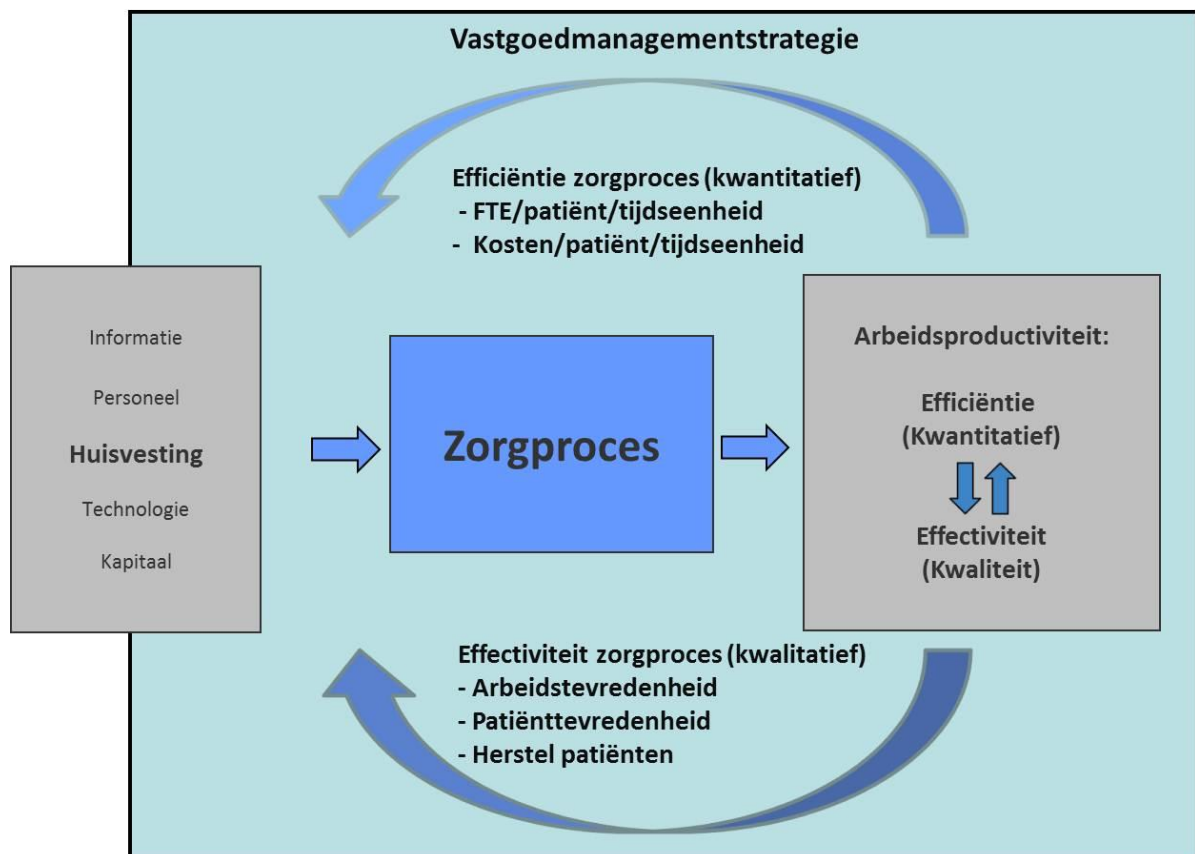 Vastgoedmanagementstrategie
Efficiëntie zorgproces (kwantitatief)
- FTE/patiënt/tijdseenheid
- Kosten/patiënt/tijdseenheid
Informatie
Personeel
Huisvesting
Technologie
Kapitaal
Zorgproces
Arbeidsproductiviteit:
Efficiëntie
(Kwantitatief)
Effectiviteit
(Kwaliteit)
Effectiviteit zorgproces (kwalitatief)
- Arbeidstevredenheid
- Patiënttevredenheid
- Herstel patiënten